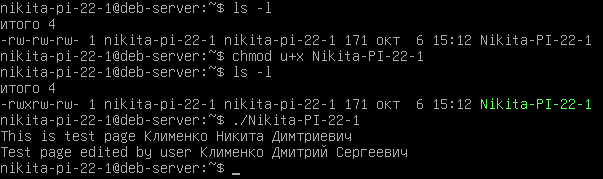 nikita-pi-22-1@deb-server:~$ ls -l
итого 4
-rw-rw-rw- 1 nikita-pi-22-1 nikita-pi-22-1 171 окт  6 15:12 Nikita-PI-22-1
nikita-pi-22-1@deb-server:~$ chmod u+x Nikita-PI-22-1
nikita-pi-22-1@deb-server:~$ ls -l
итого 4
-rwxrw-rw- 1 nikita-pi-22-1 nikita-pi-22-1 171 окт  6 15:12 Nikita-PI-22-1
nikita-pi-22-1@deb-server:~$ ./Nikita-PI-22-1
This is test page Клименко Никита Димтриевич
Test page edited by user Клименко Дмитрий Сергеевич
nikita-pi-22-1@deb-server:~$ _